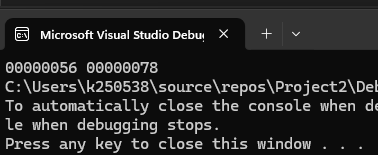 Microsoft Visual Studio Debu
00000056 00000078
C:\Users\k250538\source\repos\Project2\De
To automatically close the console when de
le when debugging stops.
Press any key to close this window . . .